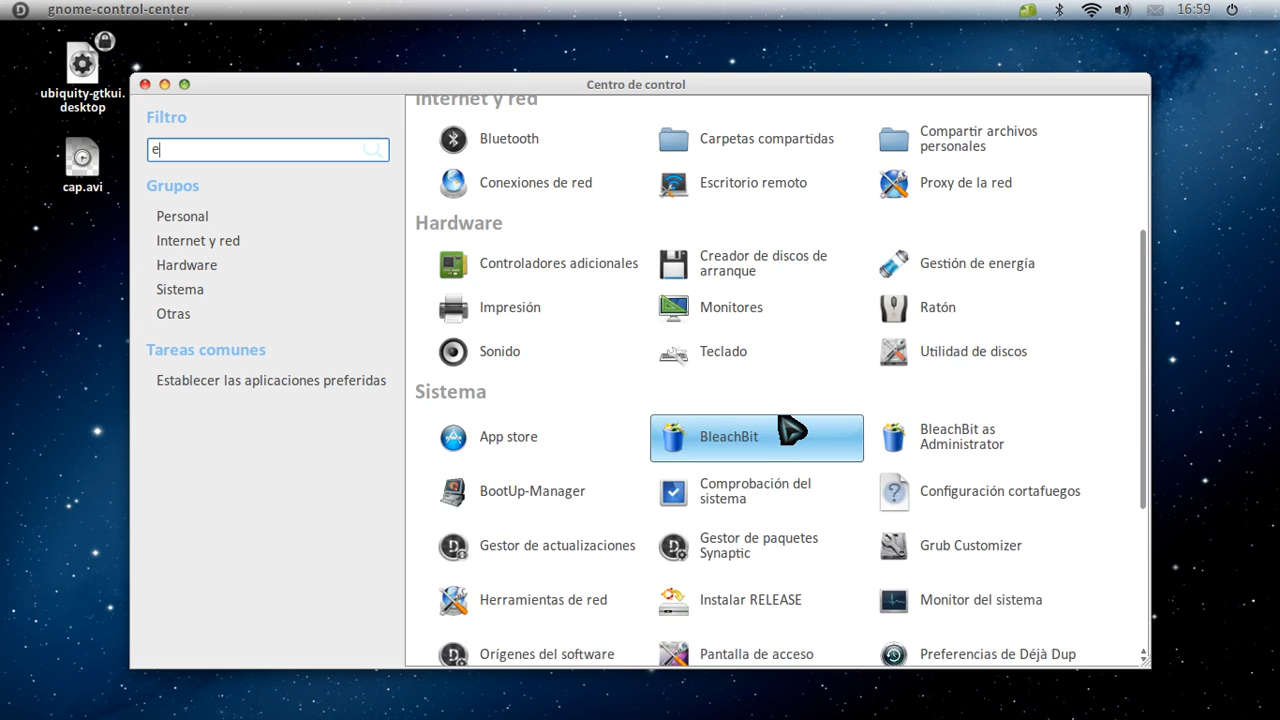 gnome-control-center
16:59
ubiquity-gtkui.
desktop
cap.avi
Centro de control
Filtro
e
Grupos
Personal
Internet y red
Hardware
Sistema
Otras
Tareas comunes
Establecer las aplicaciones preferidas
Internet y red
Bluetooth
Carpetas compartidas
Compartir archivos
personales
Conexiones de red
Escritorio remoto
Proxy de la red
Hardware
Controladores adicionales
Creador de discos de
arranque
Gestión de energía
Impresión
Monitores
Ratón
Sonido
Teclado
Utilidad de discos
Sistema
App store
BleachBit
BleachBit as
Administrator
BootUp-Manager
Comprobación del
sistema
Configuración cortafuegos
Gestor de actualizaciones
Gestor de paquetes
Synaptic
Grub Customizer
Herramientas de red
Instalar RELEASE
Monitor del sistema
Orígenes del software
Pantalla de acceso
Preferencias de Déjà Dup